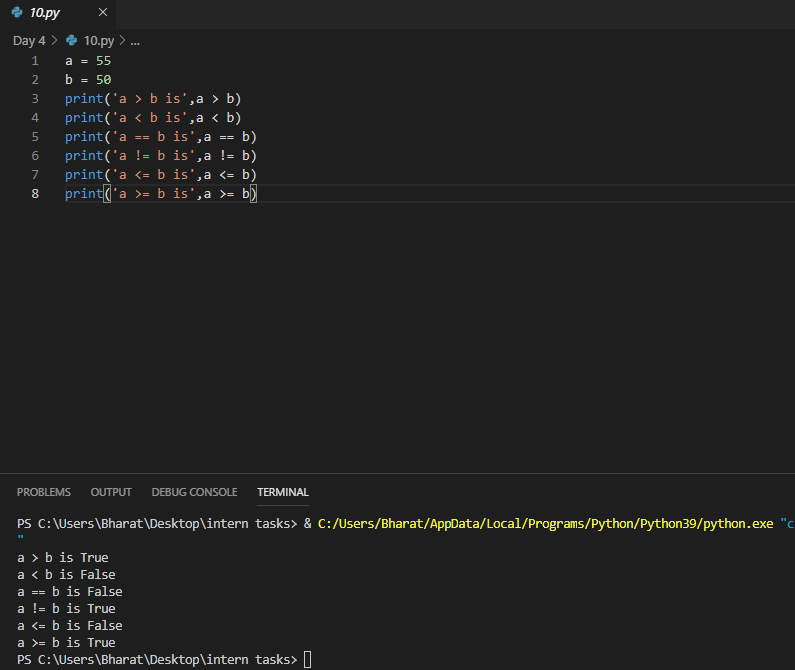 10.py ×
Day 4 > 10.py > ...
1 a = 55
2 b = 50
3 print('a > b is',a > b)
4 print('a < b is',a < b)
5 print('a == b is',a == b)
6 print('a != b is',a != b)
7 print('a <= b is',a <= b)
8 print('a >= b is',a >= b)
PROBLEMS OUTPUT DEBUG CONSOLE TERMINAL
PS C:\Users\Bharat\Desktop\intern tasks> & C:/Users/Bharat/AppData/Local/Programs/Python/Python39/python.exe "c
"
a > b is True
a < b is False
a == b is False
a != b is True
a <= b is False
a >= b is True
PS C:\Users\Bharat\Desktop\intern tasks>